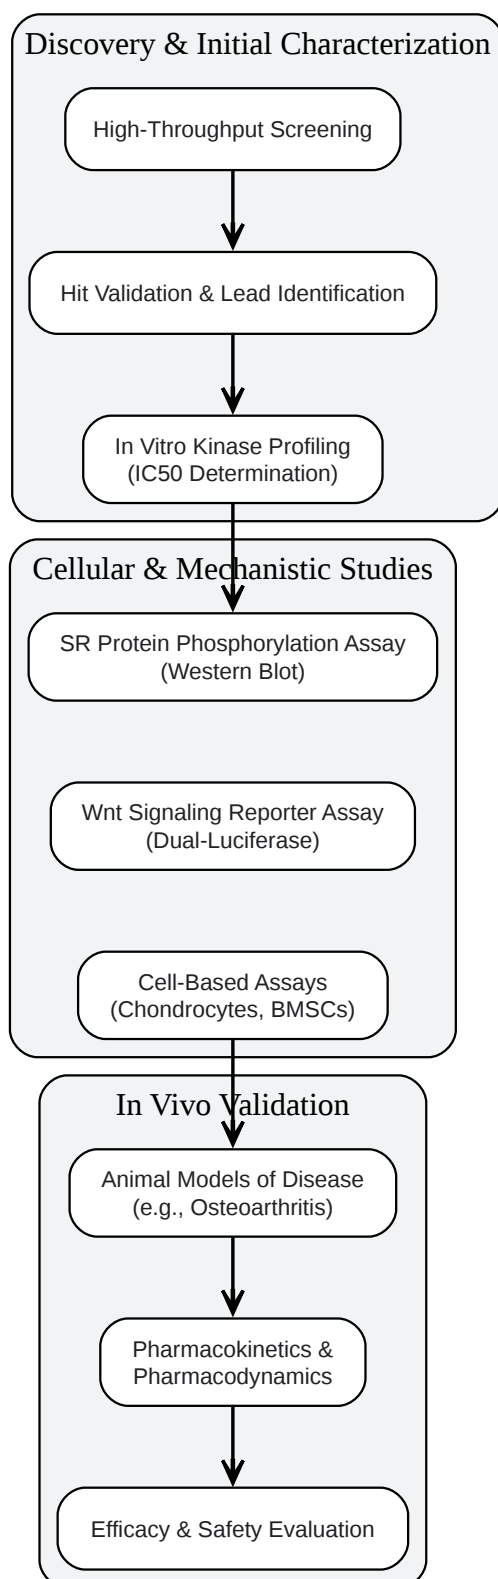 Discovery & Initial Characterization
High-Throughput Screening
Hit Validation & Lead Identification
In Vitro Kinase Profiling
(IC50 Determination)
Cellular & Mechanistic Studies
SR Protein Phosphorylation Assay
(Western Blot)
Wnt Signaling Reporter Assay
(Dual-Luciferase)
Cell-Based Assays
(Chondrocytes, BMSCs)
In Vivo Validation
Animal Models of Disease
(e.g., Osteoarthritis)
Pharmacokinetics &
Pharmacodynamics
Efficacy & Safety Evaluation